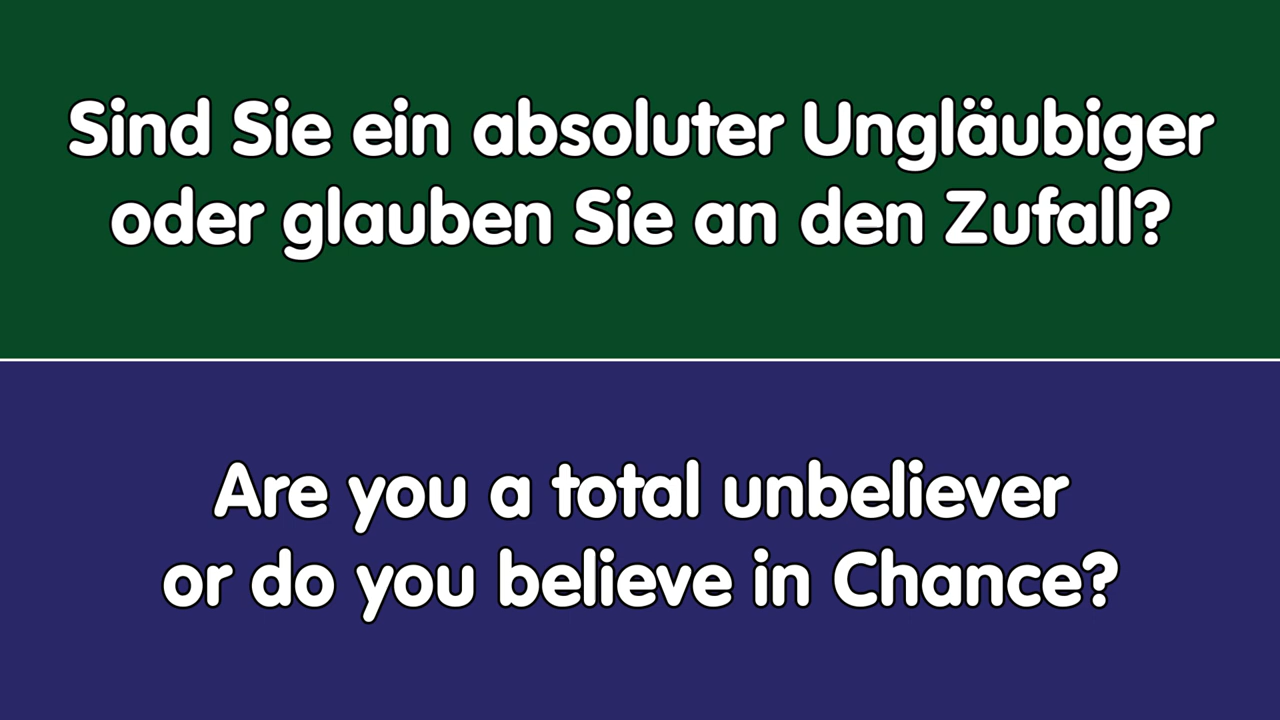 Sind Sie ein absoluter Ungläubiger
oder glauben Sie an den Zufall?
Are you a total unbeliever
or do you believe in Chance?